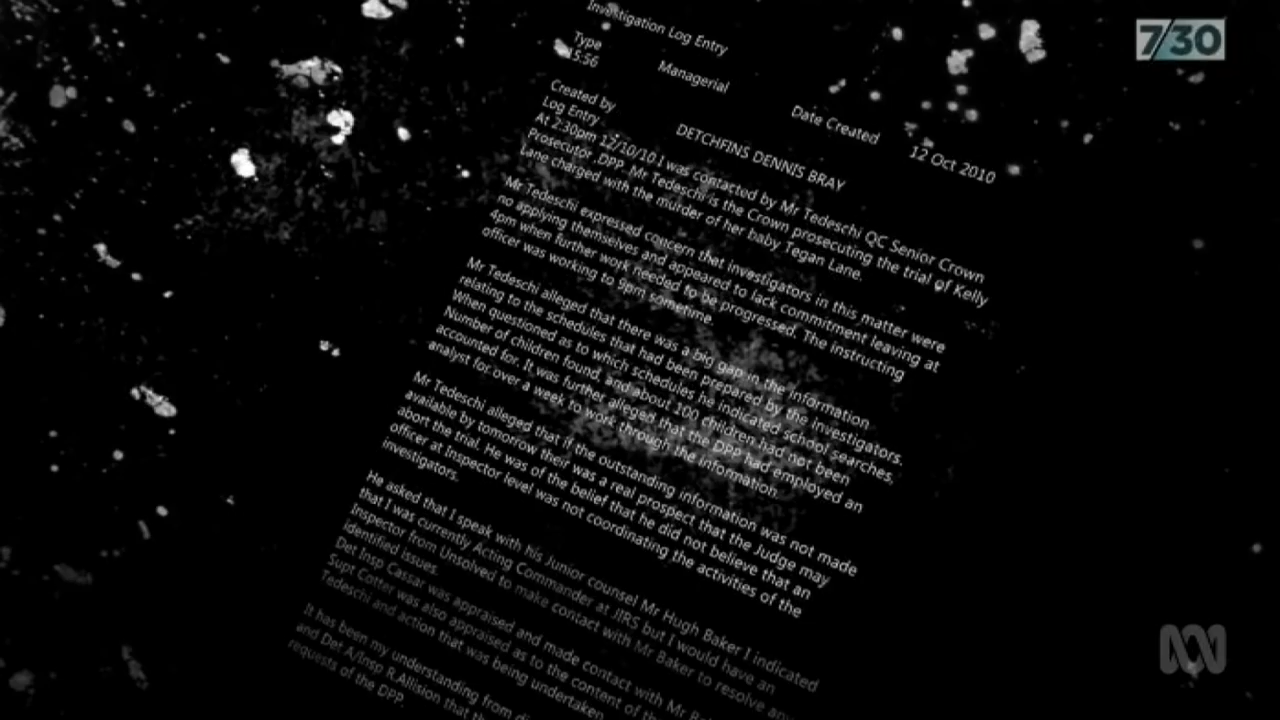 7/30
Investigation Log Entry
Type Managerial Date Created 12 Oct 2010
15:56
Created by DETCHFINS DENNIS BRAY
Log Entry
At 2:30pm 12/10/10 I was contacted by Mr Tedeschi QC Senior Crown
Prosecutor ,DPP. Mr Tedeschi is the Crown prosecuting the trial of Kelly
Lane charged with the murder of her baby Tegan Lane.
Mr Tedeschi expressed concern that investigators in this matter were
no applying themselves and appeared to lack commitment leaving at
4pm when further work needed to be progressed. The instructing
officer was working to 9pm sometime.
Mr Tedeschi alleged that there was a big gap in the information
relating to the schedules that had been prepared by the investigators.
When questioned as to which schedules he indicated school searches,
Number of children found, and about 200 children had not been
accounted for. It was further alleged that the DPP had employed an
analyst for over a week to work through the information
Mr Tedeschi alleged that if the outstanding information was not made
available by tomorrow their was a real prospect that the Judge may
abort the trial. He was of the belief that he did not believe that an
officer at Inspector level was not coordinating the activities of the
investigators.
He asked that I speak with his Junior counsel Mr Hugh Baker I indicated
that I was currently Acting Commander at JIRS but I would have an
Inspector from Unsolved to make contact with Mr Baker to resolve any
identified issues.
Det Insp Cassar was appraised and made contact with Mr
Supt Cotter was also appraised as to the content of
Tedeschi and action that was being undertaken
It has been my understanding from
and Det A/Insp R.Allision that
requests of the DPP.